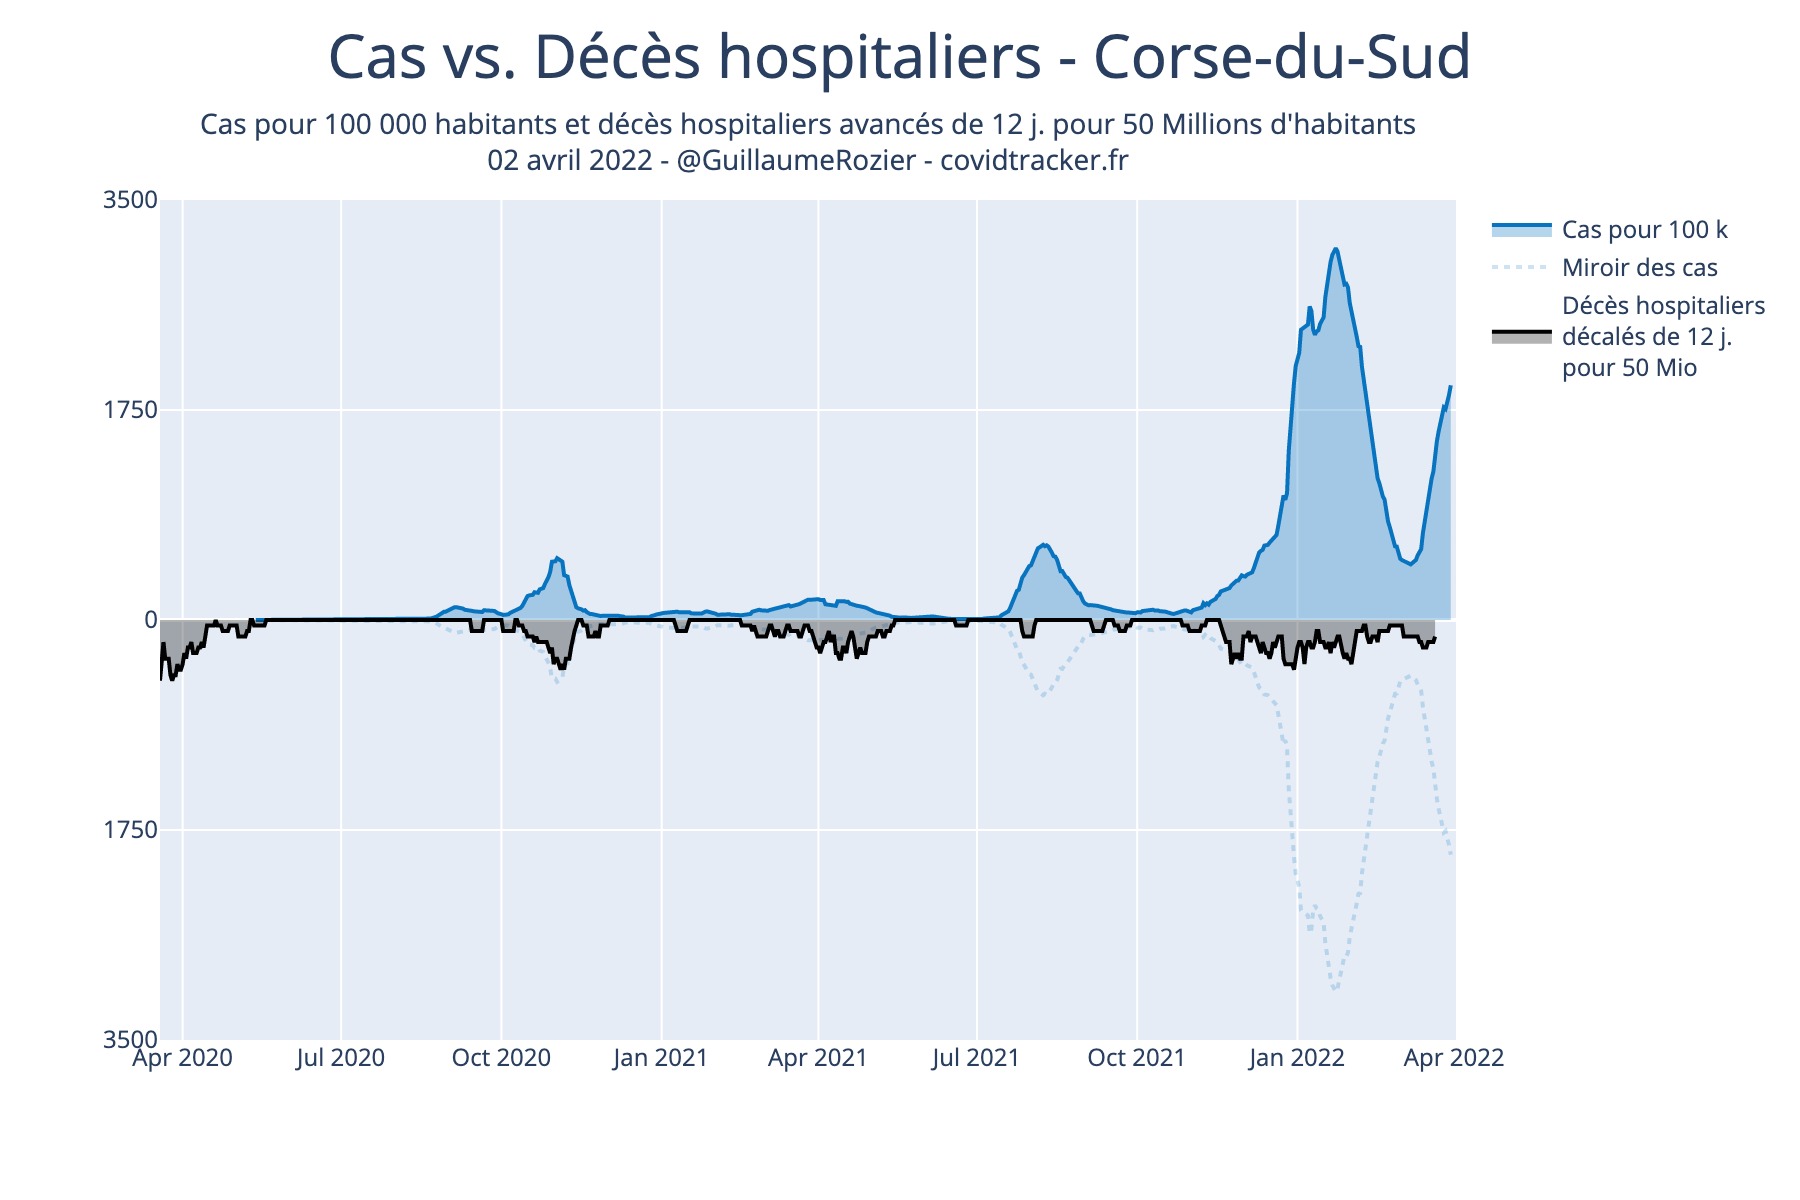 Cas vs. Décès hospitaliers - Corse-du-Sud
Cas pour 100 000 habitants et décès hospitaliers avancés de 12 j. pour 50 Millions d'habitants
02 avril 2022 - @GuillaumeRozier - covidtracker.fr
3500
1750
0
1750
3500
Apr 2020
Jul 2020
Oct 2020
Jan 2021
Apr 2021
Jul 2021
Oct 2021
Jan 2022
Apr 2022
Cas pour 100 k
Miroir des cas
Décès hospitaliers
décalés de 12 j.
pour 50 Mio